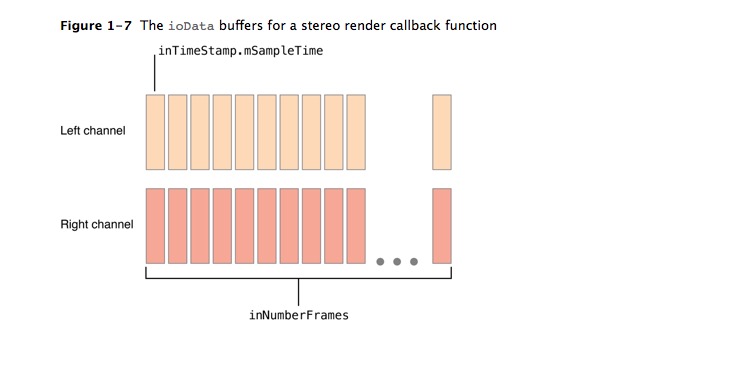 Figure 1-7 The ioData buffers for a stereo render callback function
inTimeStamp.mSampleTime
Left channel
Right channel
inNumberFrames